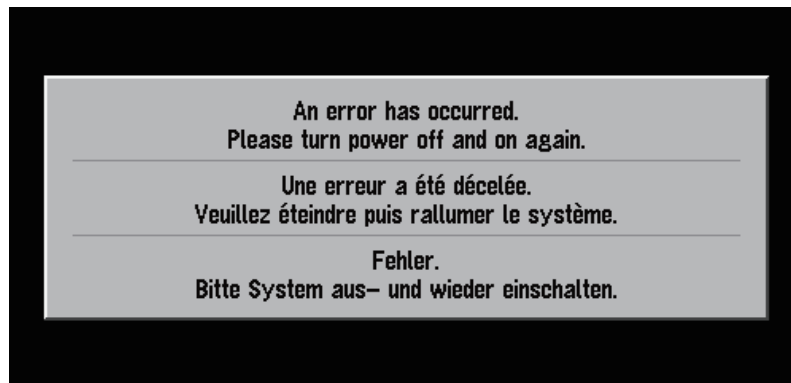 An error has occurred.
Please turn power off and on again.
Une erreur a été décelée.
Veuillez éteindre puis rallumer le système.
Fehler.
Bitte System aus– und wieder einschalten.